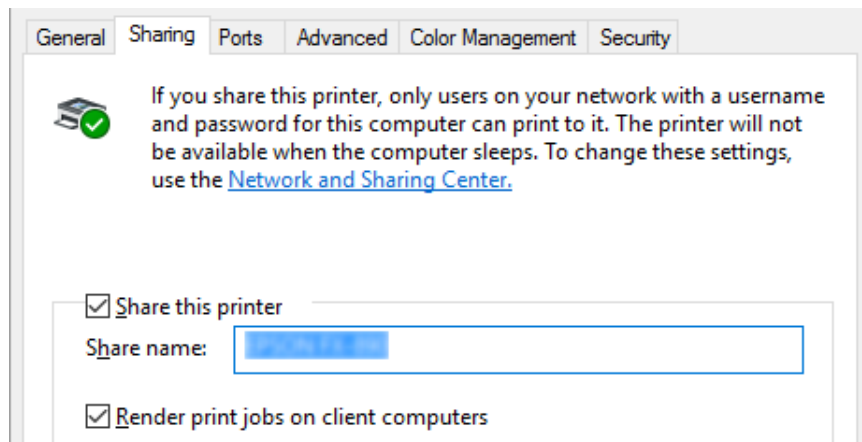 General Sharing Ports Advanced Color Management Security
If you share this printer, only users on your network with a username
and password for this computer can print to it. The printer will not
be available when the computer sleeps. To change these settings,
use the Network and Sharing Center.
Share this printer
Share name:
Render print jobs on client computers